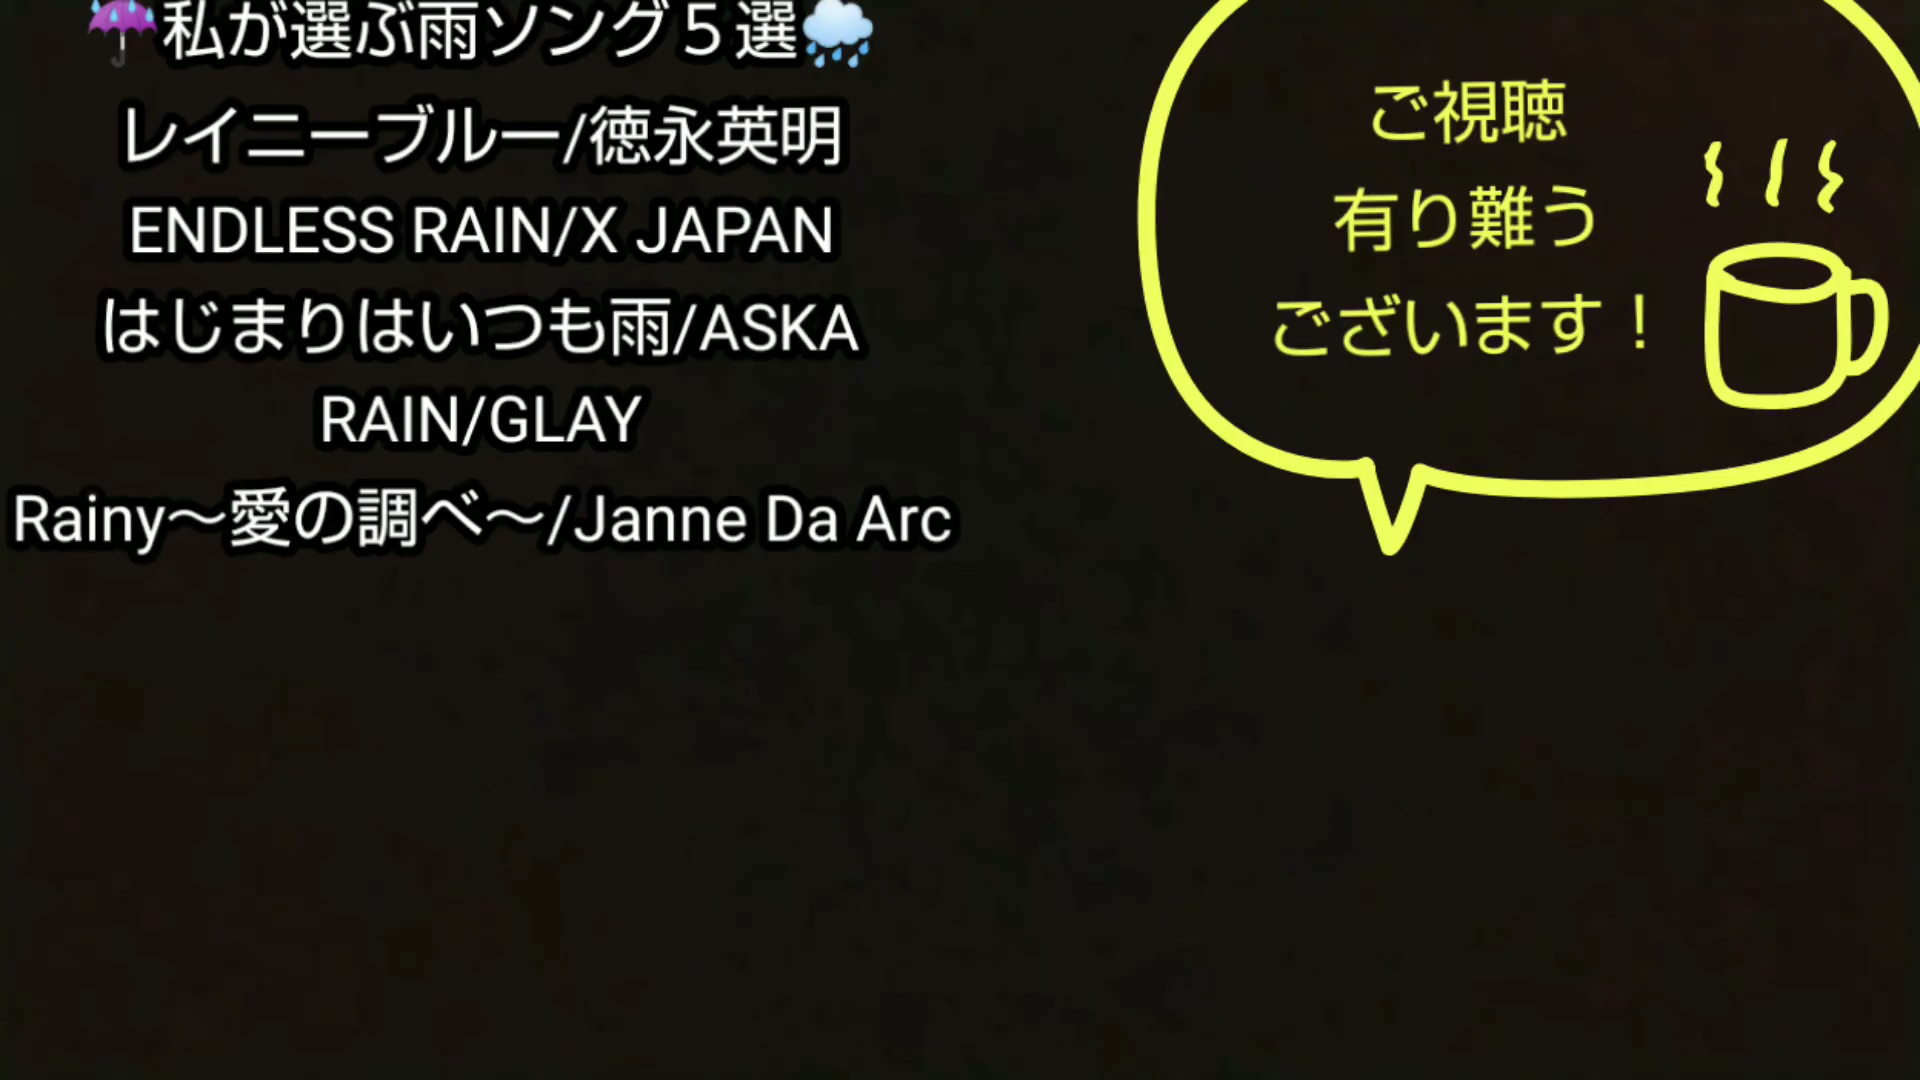 ☔私が選ぶ雨ソング５選🌧
レイニーブルー/徳永英明
ENDLESS RAIN/X JAPAN
はじまりはいつも雨/ASKA
RAIN/GLAY
Rainy〜愛の調べ〜/Janne Da Arc
ご視聴
有り難う
ございます！